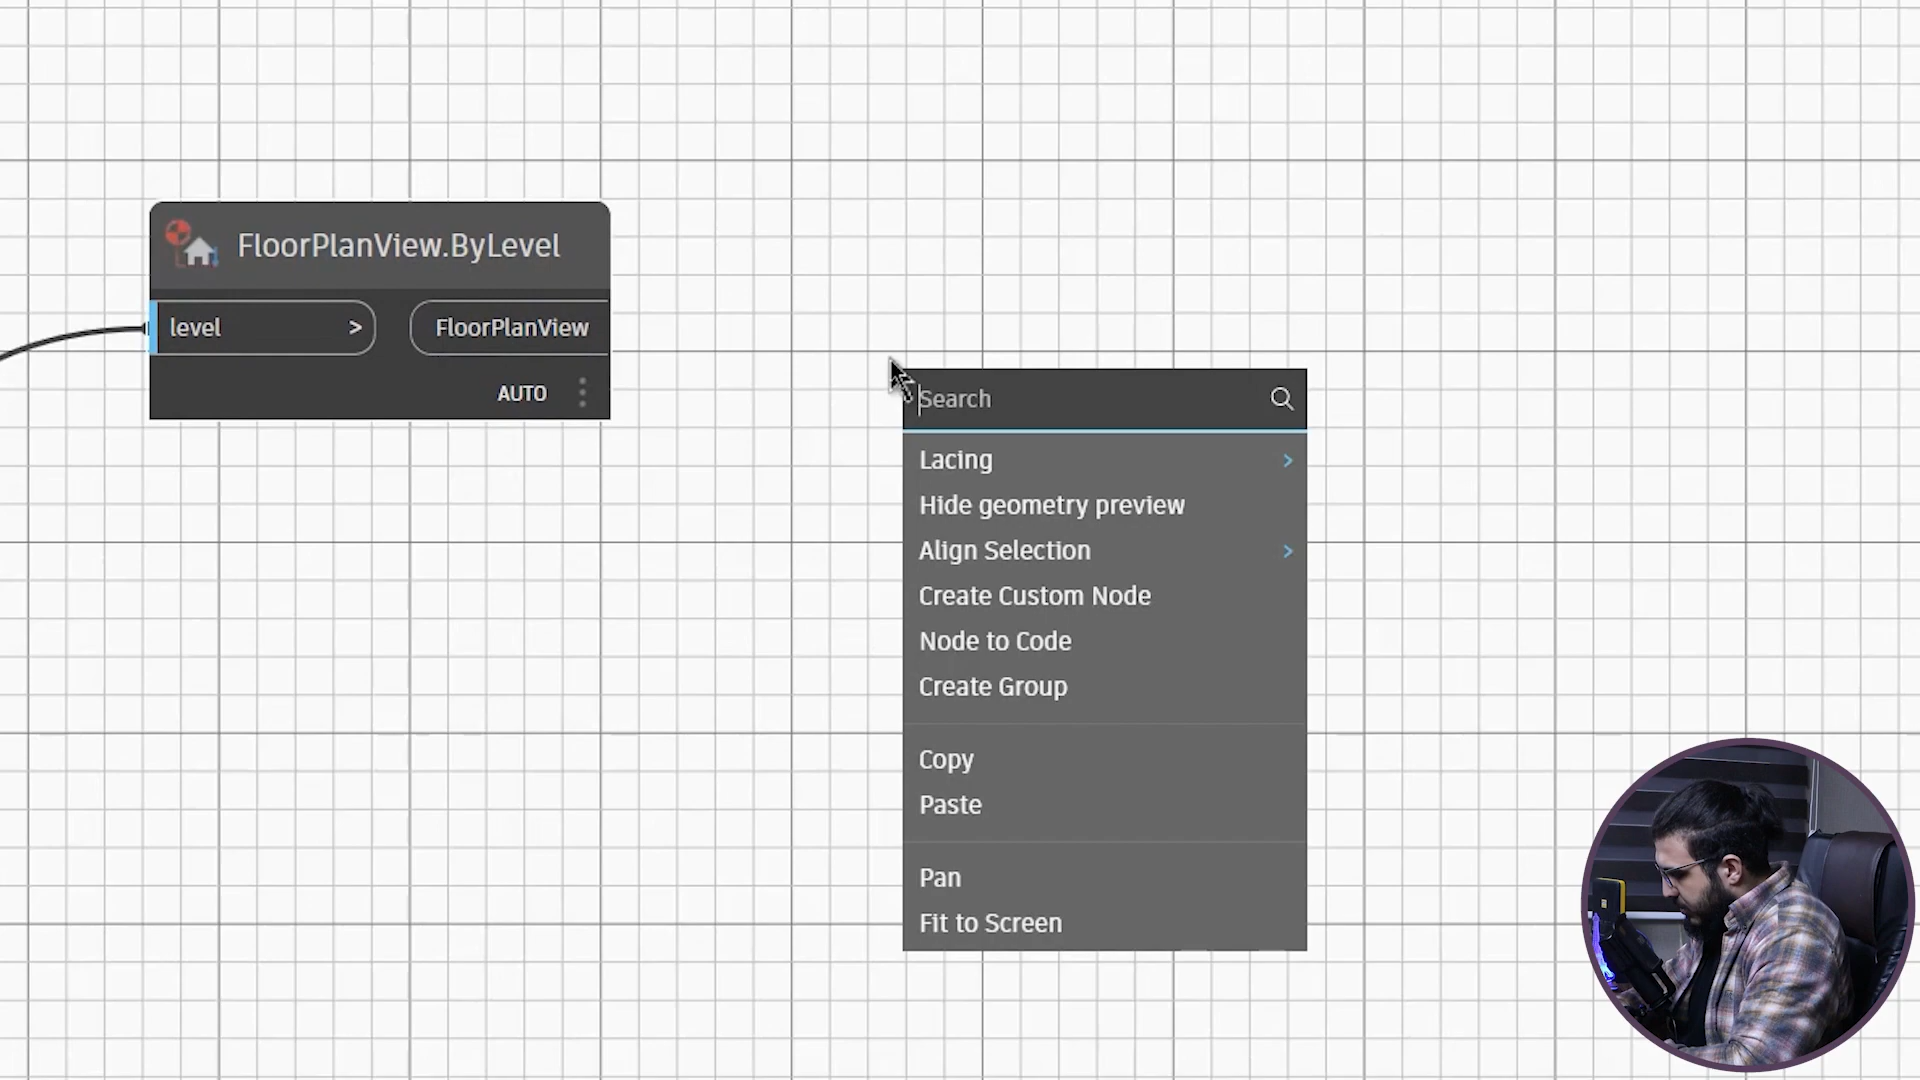 FloorPlanView.ByLevel
level >
FloorPlanView
AUTO
Search
Lacing
Hide geometry preview
Align Selection
Create Custom Node
Node to Code
Create Group
Copy
Paste
Pan
Fit to Screen